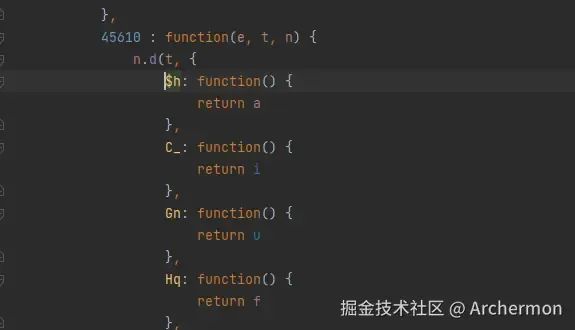 },
45610 : function(e, t, n) {
n.d(t, {
$h: function() {
return a
},
C_: function() {
return i
},
Gn: function() {
return u
},
Hq: function() {
return f
},
掘金技术社区 @ Archermon